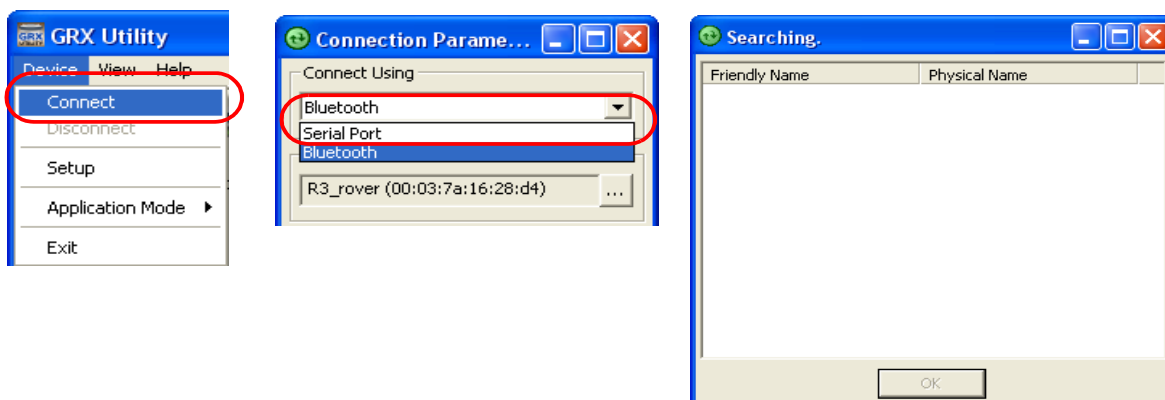 GRX Utility
Device View Help
Connect
Disconnect
Setup
Application Mode
Exit
Connection Parame...
Connect Using
Bluetooth
Serial Port
Bluetooth
R3_rover (00:03:7a:16:28:d4)
...
Searching.
Friendly Name Physical Name
OK